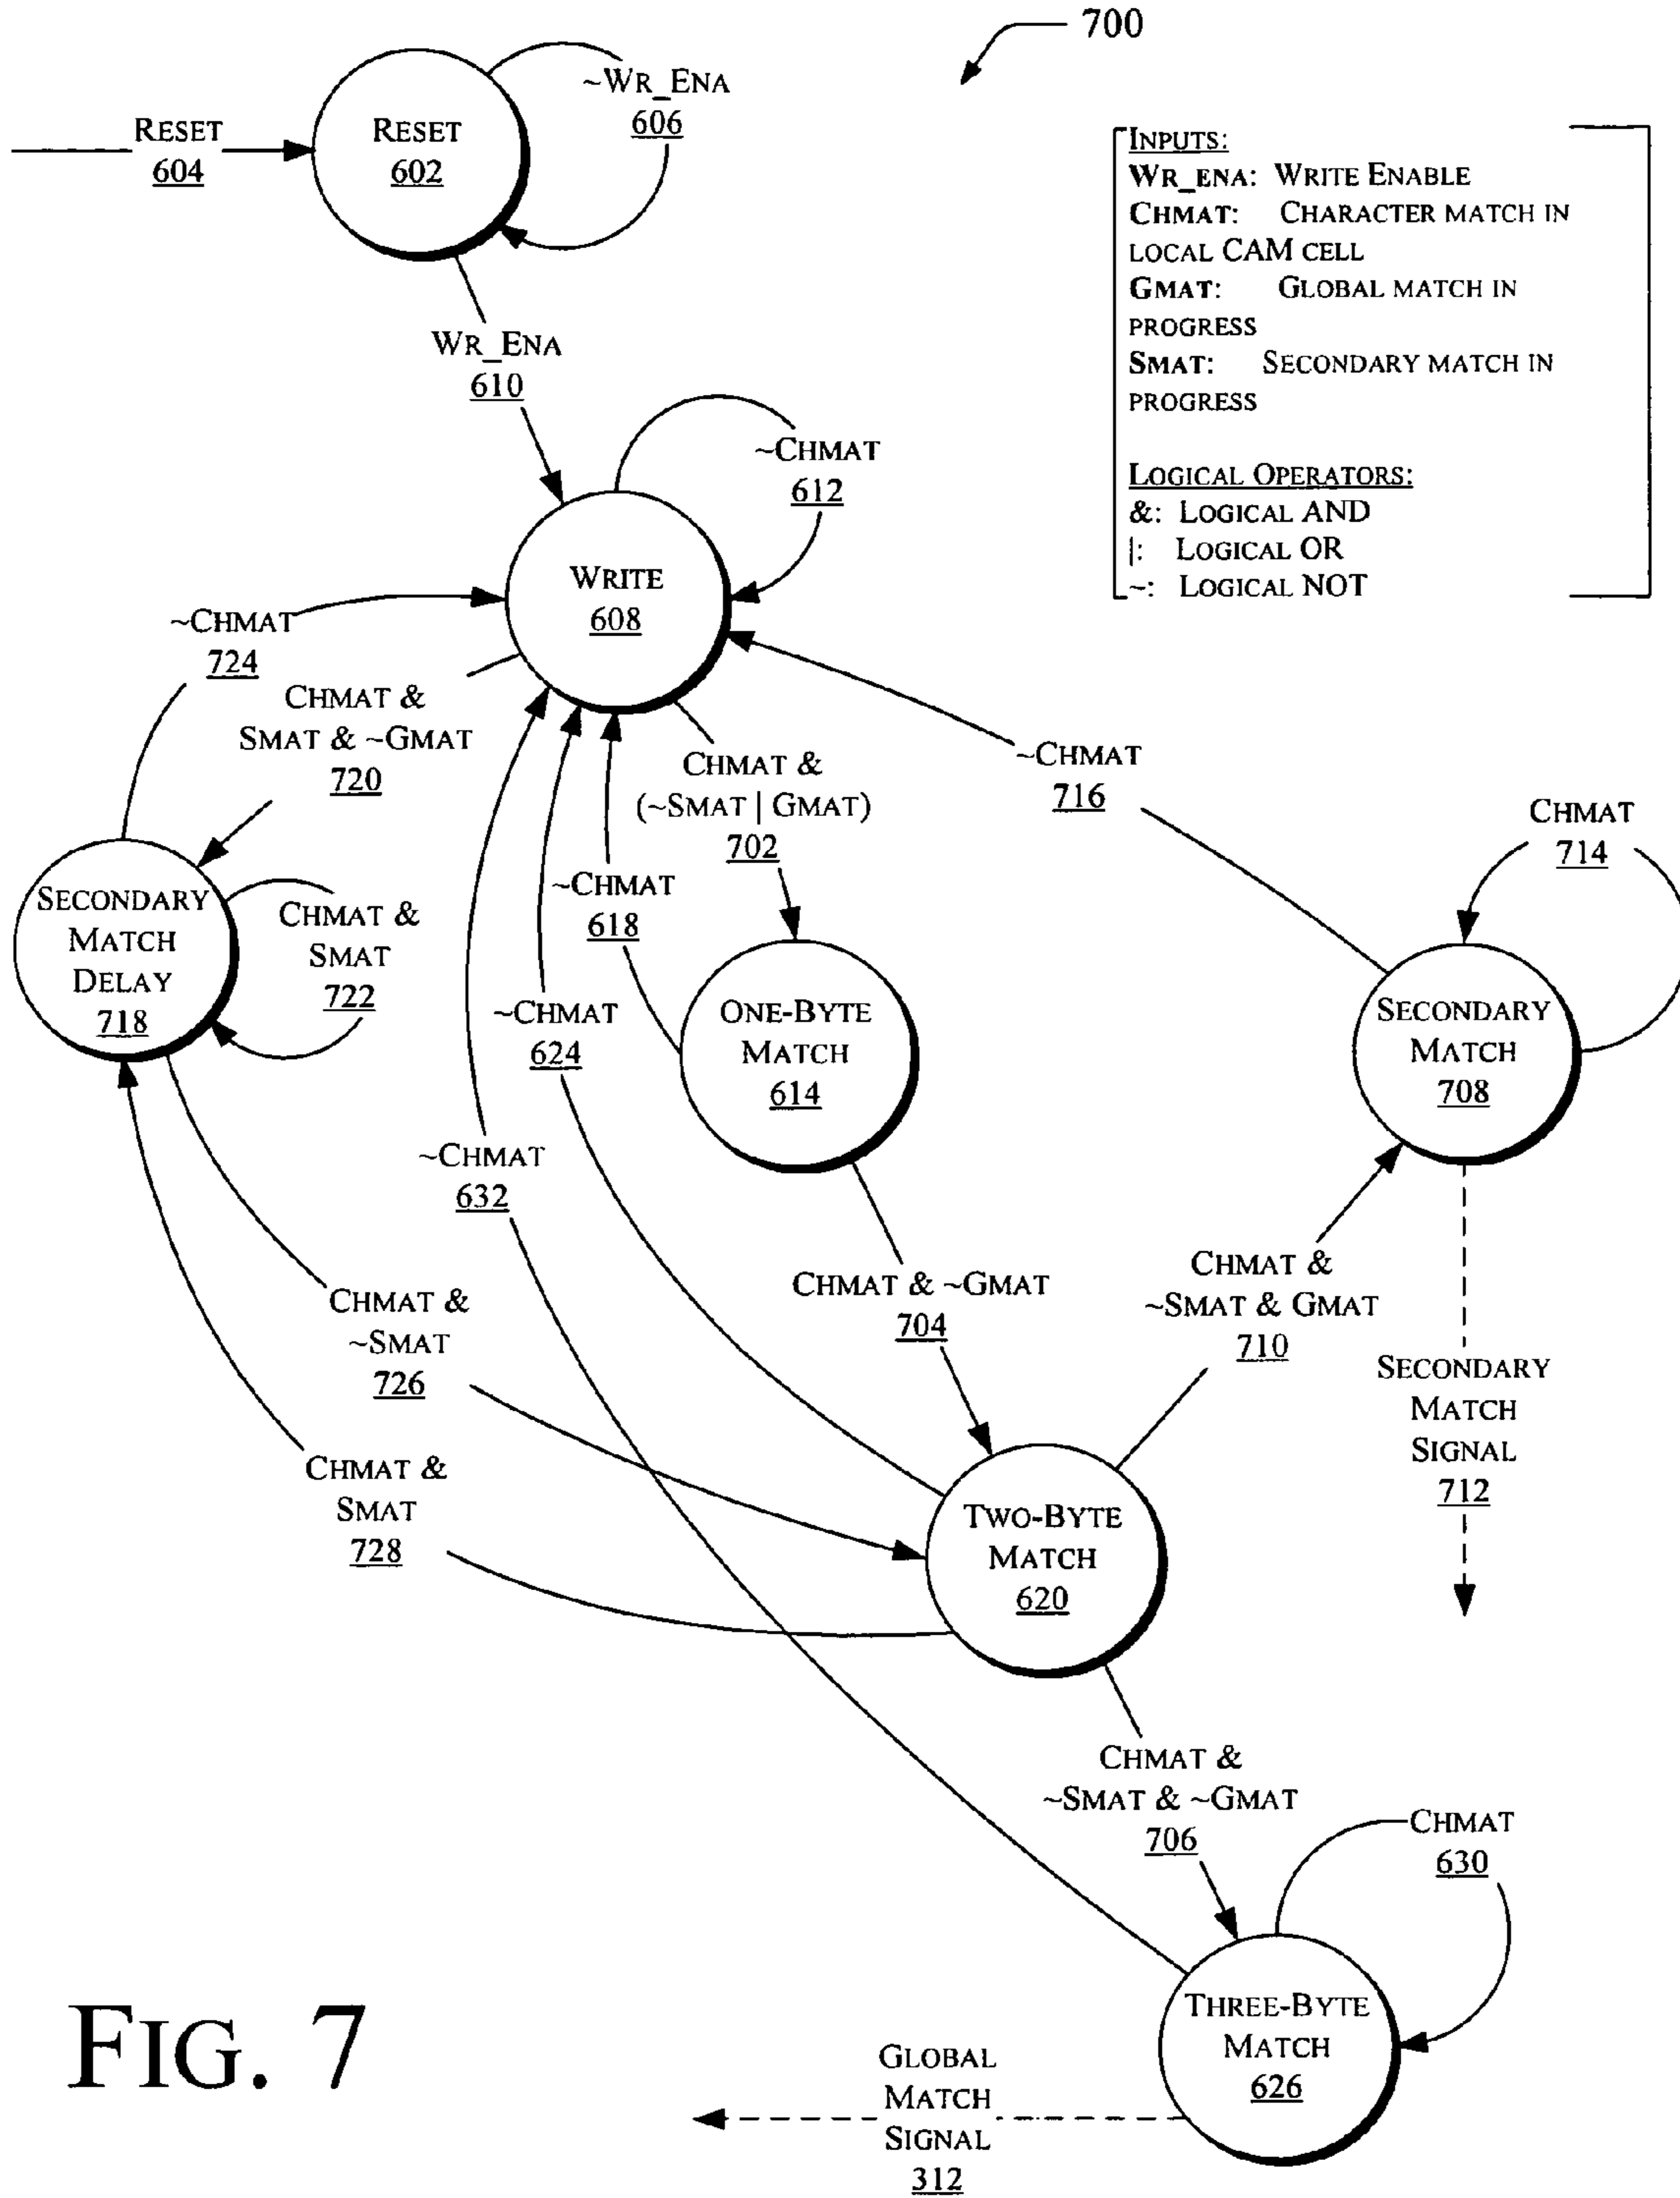 700
~WR_ENA
606
RESET
604
RESET
602
INPUTS:
WR_ENA: WRITE ENABLE
CHMAT: CHARACTER MATCH IN
LOCAL CAM CELL
GMAT: GLOBAL MATCH IN
PROGRESS
SMAT: SECONDARY MATCH IN
PROGRESS
LOGICAL OPERATORS:
&: LOGICAL AND
|: LOGICAL OR
~: LOGICAL NOT
WR_ENA
610
~CHMAT
612
WRITE
608
~CHMAT
724
CHMAT &
SMAT & ~GMAT
720
CHMAT &
(~SMAT | GMAT)
702
~CHMAT
716
CHMAT
714
SECONDARY
MATCH
DELAY
718
CHMAT &
SMAT
722
~CHMAT
618
~CHMAT
624
ONE-BYTE
MATCH
614
SECONDARY
MATCH
708
~CHMAT
632
CHMAT &
~SMAT
726
CHMAT & ~GMAT
704
CHMAT &
~SMAT & GMAT
710
SECONDARY
MATCH
SIGNAL
712
CHMAT &
SMAT
728
TWO-BYTE
MATCH
620
CHMAT &
~SMAT & ~GMAT
706
CHMAT
630
THREE-BYTE
MATCH
626
GLOBAL
MATCH
SIGNAL
312
FIG. 7